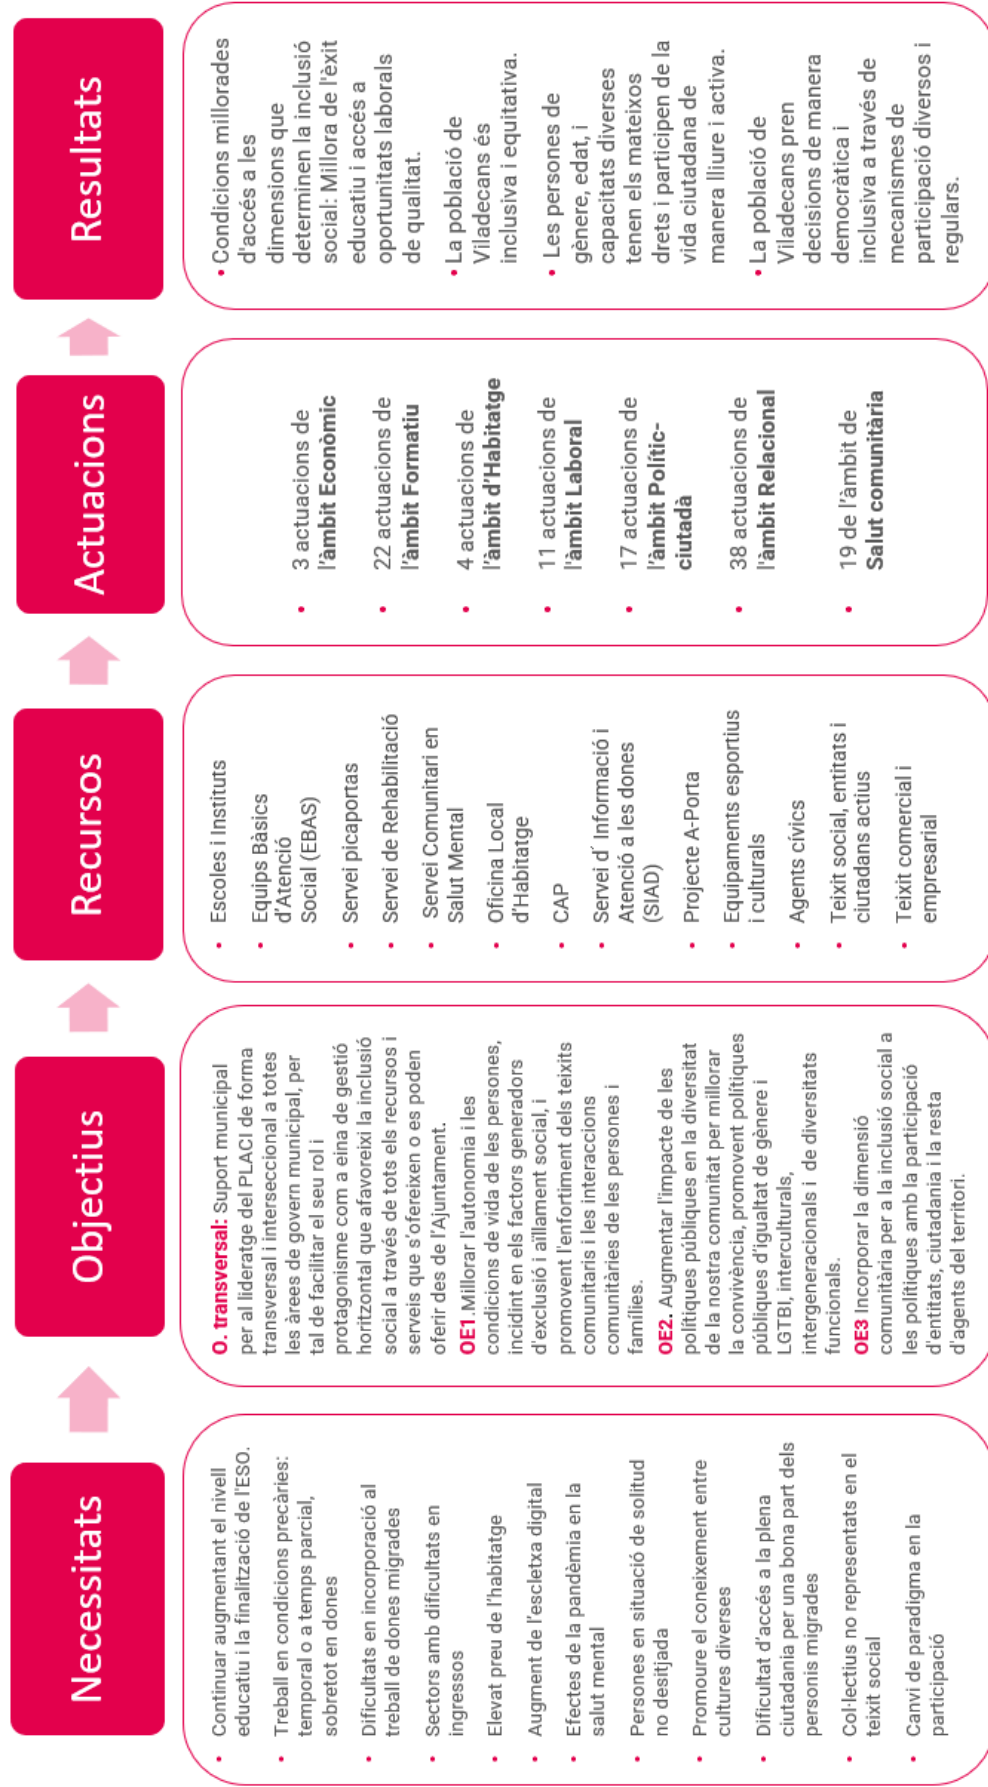 Necessitats
• Continuar augmentant el nivell
educatiu i la finalització de l'ESO.
• Treball en condicions precàries:
temporal o a temps parcial,
sobretot en dones
• Dificultats en incorporació al
treball de dones migrades
• Sectors amb dificultats en
ingressos
• Elevat preu de l'habitatge
• Augment de l'escletxa digital
• Efectes de la pandèmia en la
salut mental
• Persones en situació de solitud
no desitjada
• Promoure el coneixement entre
cultures diverses
• Dificultat d'accés a la plena
ciutadania per una bona part dels
personis migrades
• Col·lectius no representats en el
teixit social
• Canvi de paradigma en la
participació
Objectius
O. transversal: Suport municipal
per al lideratge del PLACI de forma
transversal i interseccional a totes
les àrees de govern municipal, per
tal de facilitar el seu rol i
protagonisme com a eina de gestió
horitzontal que afavoreixi la inclusió
social a través de tots els recursos i
serveis que s'ofereixen o es poden
oferir des de l'Ajuntament.
OE1.Millorar l'autonomia i les
condicions de vida de les persones,
incidint en els factors generadors
d'exclusió i aïllament social, i
promovent l'enfortiment dels teixits
comunitaris i les interaccions
comunitàries de les persones i
famílies.
OE2. Augmentar l'impacte de les
polítiques públiques en la diversitat
de la nostra comunitat per millorar
la convivència, promovent polítiques
públiques d'igualtat de gènere i
LGTBI, interculturals,
intergeneracionals i de diversitats
funcionals.
OE3 Incorporar la dimensió
comunitària per a la inclusió social a
les polítiques amb la participació
d'entitats, ciutadania i la resta
d'agents del territori.
Recursos
• Escoles i Instituts
• Equips Bàsics
d'Atenció
Social (EBAS)
• Servei picaportas
• Servei de Rehabilitació
• Servei Comunitari en
Salut Mental
• Oficina Local
d'Habitatge
• CAP
• Servei d´ Informació i
Atenció a les dones
(SIAD)
• Projecte A-Porta
• Equipaments esportius
i culturals
• Agents cívics
• Teixit social, entitats i
ciutadans actius
• Teixit comercial i
empresarial
Actuacions
• 3 actuacions de
l'àmbit Econòmic
• 22 actuacions de
l'àmbit Formatiu
• 4 actuacions de
l'àmbit d'Habitatge
• 11 actuacions de
l'àmbit Laboral
• 17 actuacions de
l'àmbit Polític-
ciutadà
• 38 actuacions de
l'àmbit Relacional
• 19 de l'àmbit de
Salut comunitària
Resultats
• Condicions millorades
d'accés a les
dimensions que
determinen la inclusió
social: Millora de l'èxit
educatiu i accés a
oportunitats laborals
de qualitat.
• La població de
Viladecans és
inclusiva i equitativa.
• Les persones de
gènere, edat, i
capacitats diverses
tenen els mateixos
drets i participen de la
vida ciutadana de
manera lliure i activa.
• La població de
Viladecans pren
decisions de manera
democràtica i
inclusiva a través de
mecanismes de
participació diversos i
regulars.